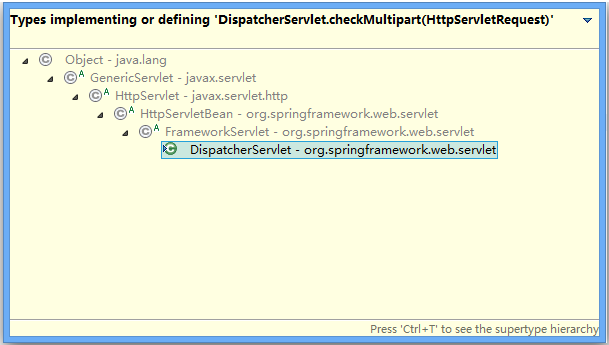 Types implementing or defining 'DispatcherServlet.checkMultipart(HttpServletRequest)'
C Object - java.lang
C A GenericServlet - javax.servlet
C A HttpServlet - javax.servlet.http
C A HttpServletBean - org.springframework.web.servlet
C A FrameworkServlet - org.springframework.web.servlet
C DispatcherServlet - org.springframework.web.servlet
Press 'Ctrl+T' to see the supertype hierarchy